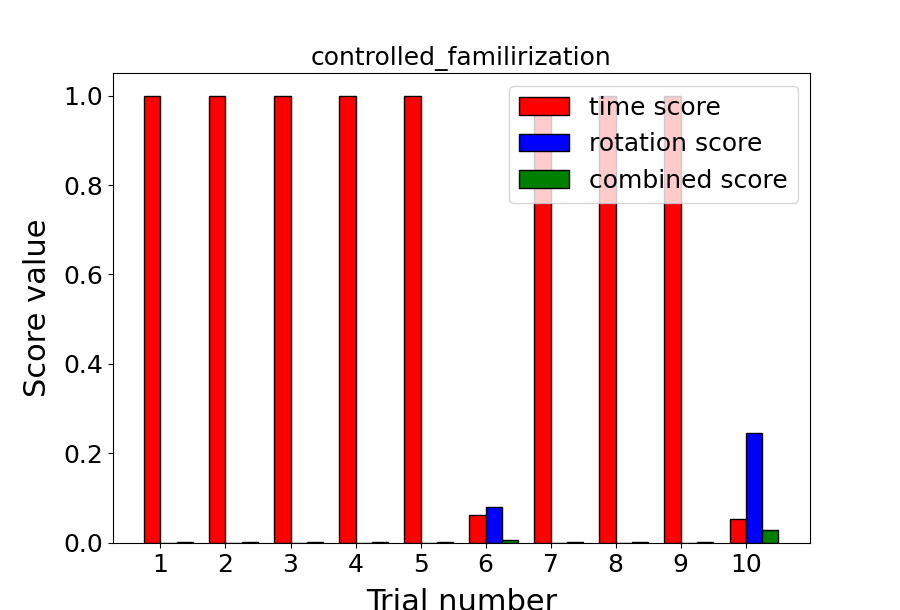 controlled_familirization
time score
rotation score
combined score
Score value
1.0
0.8
0.6
0.4
0.2
0.0
1 2 3 4 5 6 7 8 9 10
Trial number